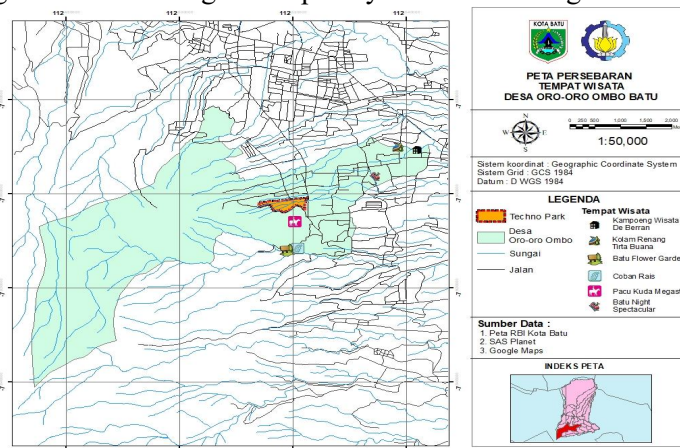 112
112
112
112
KOTA BATU
PETA PERSEBARAN
TEMPAT WISATA
DESA ORO-ORO OMBO BATU
N
W E
S
0 250 500 1,000 1,500 2,000
1:50,000
Sistem koordinat : Geographic Coordinate System
Sistem Grid : GCS 1984
Datum : D WGS 1984
LEGENDA
Techno Park
Desa
Oro-oro Ombo
Sungai
Jalan
Tempat Wisata
Kampoeng Wisata
De Berran
Kolam Renang
Tirta Buana
Batu Flower Garde
Coban Rais
Pacu Kuda Megast
Batu Night
Spectacular
Sumber Data :
1. Peta RBI Kota Batu
2. SAS Planet
3. Google Maps
INDEKS PETA